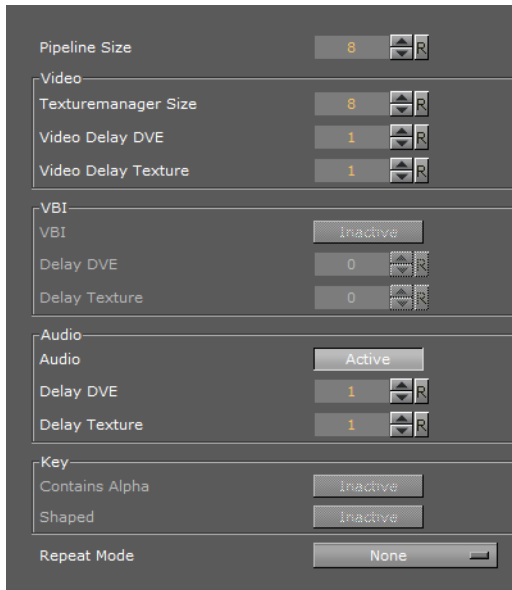 Pipeline Size 8 R
Video
Texturemanager Size 8 R
Video Delay DVE 1 R
Video Delay Texture 1 R
VBI
VBI Inactive
Delay DVE 0 R
Delay Texture 0 R
Audio
Audio Active
Delay DVE 1 R
Delay Texture 1 R
Key
Contains Alpha Inactive
Shaped Inactive
Repeat Mode None